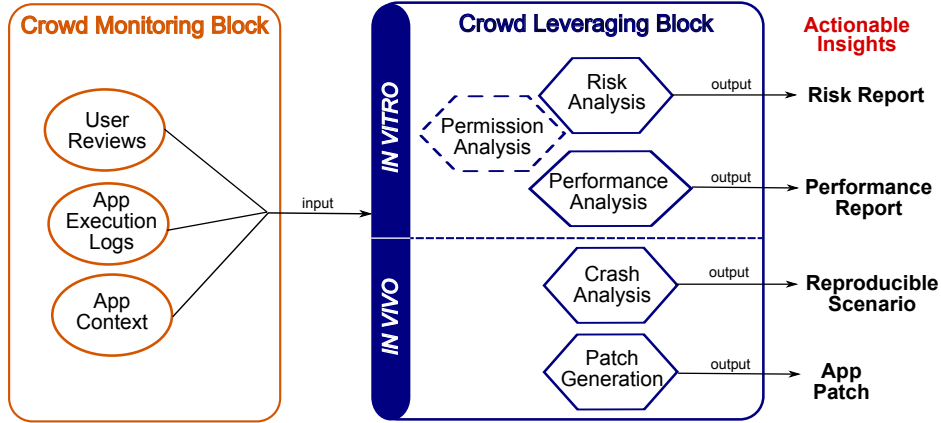 Crowd Monitoring Block
User
Reviews
App
Execution
Logs
App
Context
input
Crowd Leveraging Block
IN VITRO
IN VIVO
Risk
Analysis
Permission
Analysis
Performance
Analysis
Crash
Analysis
Patch
Generation
output
output
output
output
Actionable
Insights
Risk Report
Performance
Report
Reproducible
Scenario
App
Patch